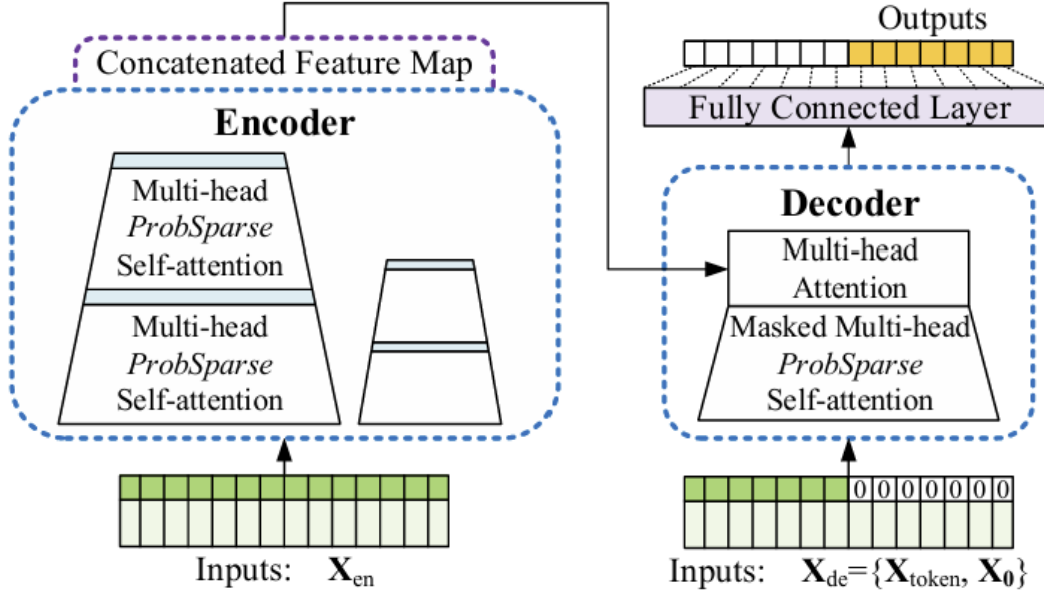 Concatenated Feature Map
Encoder
Multi-head
ProbSparse
Self-attention
Multi-head
ProbSparse
Self-attention
Inputs: Xen
Outputs
Fully Connected Layer
Decoder
Multi-head
Attention
Masked Multi-head
ProbSparse
Self-attention
0 0 0 0 0 0 0
Inputs: Xde={Xtoken, X0}